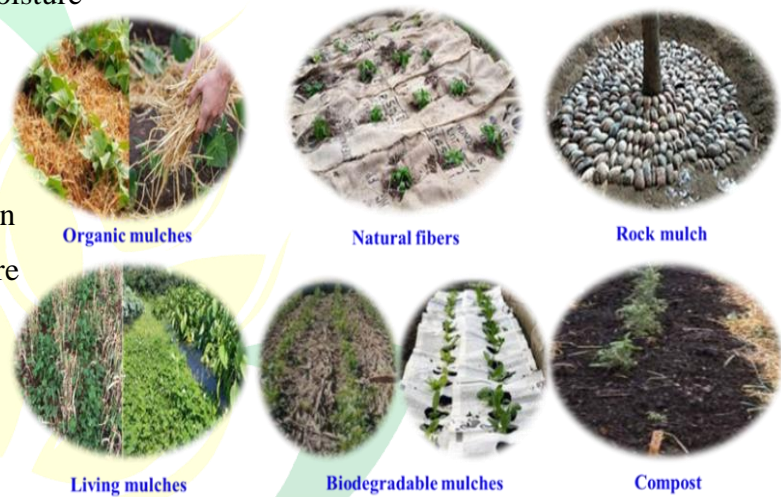 Organic mulches
Natural fibers
Rock mulch
Living mulches
Biodegradable mulches
Compost